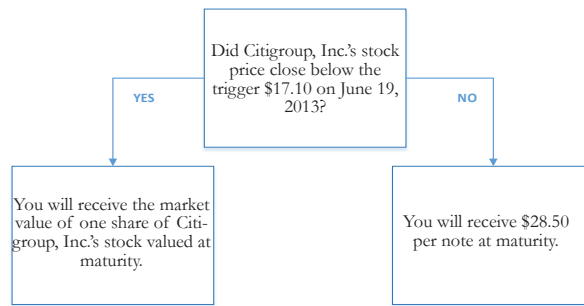 Did Citigroup, Inc.'s stock
price close below the
trigger $17.10 on June 19,
2013?
YES
NO
You will receive the market
value of one share of Citi-
group, Inc.'s stock valued at
maturity.
You will receive $28.50
per note at maturity.